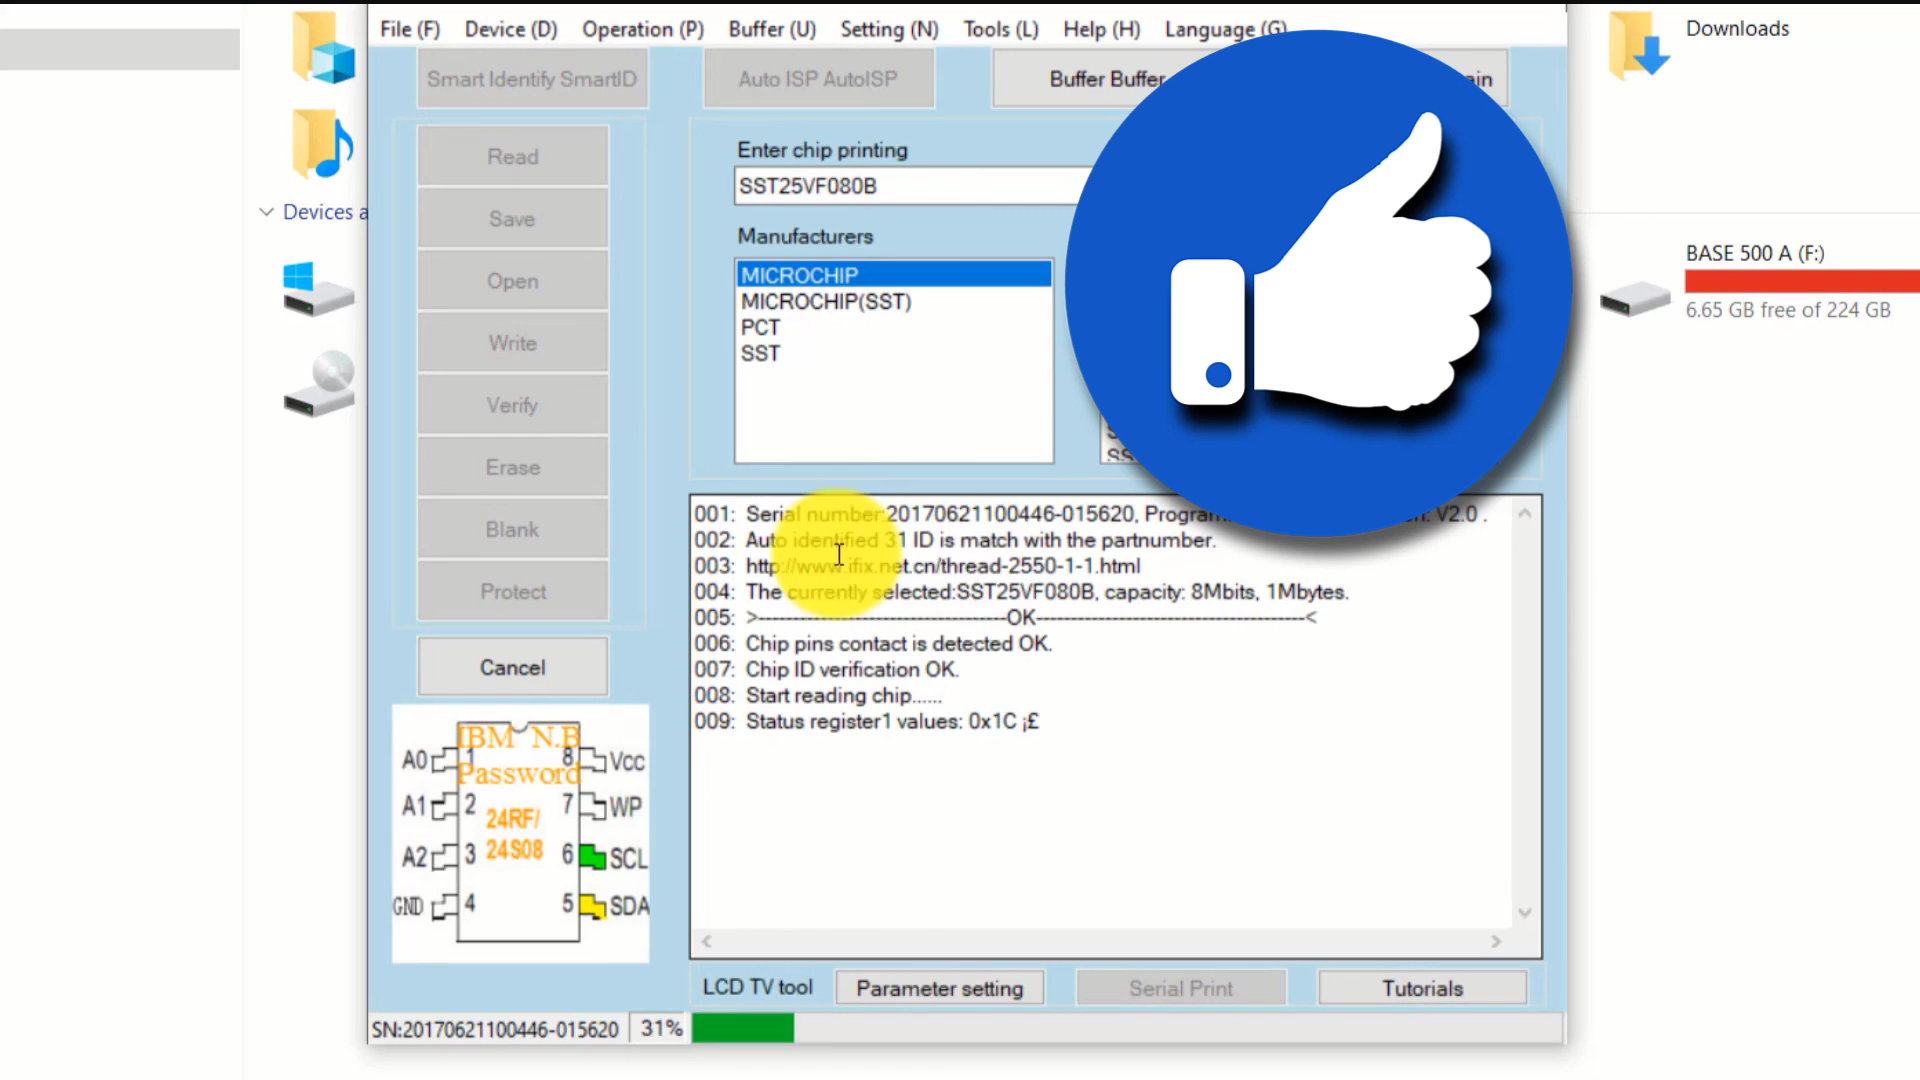 File (F) Device (D) Operation (P) Buffer (U) Setting (N) Tools (L) Help (H) Language (G)
Downloads
Smart Identify SmartID Auto ISP AutoISP Buffer Buffer
Read
Enter chip printing
SST25VF080B
Save
Devices a
Manufacturers
MICROCHIP
MICROCHIP(SST)
PCT
SST
BASE 500 A (F:)
6.65 GB free of 224 GB
Open
Write
Verify
Erase
Blank
Protect
Cancel
001: Serial number:20170621100446-015620, Program V2.0 .
002: Auto identified 31 ID is match with the partnumber.
003: http://www.ifix.net.cn/thread-2550-1-1.html
004: The currently selected:SST25VF080B, capacity: 8Mbits, 1Mbytes.
005: >----------------------------------------OK-------------------------------------------<
006: Chip pins contact is detected OK.
007: Chip ID verification OK.
008: Start reading chip......
009: Status register1 values: 0x1C ¡£
IBM N.B
Password
A0 1 8 Vcc
A1 2 7 WP
24RF/
24S08
A2 3 6 SCL
GND 4 5 SDA
LCD TV tool Parameter setting Serial Print Tutorials
SN:20170621100446-015620 31%